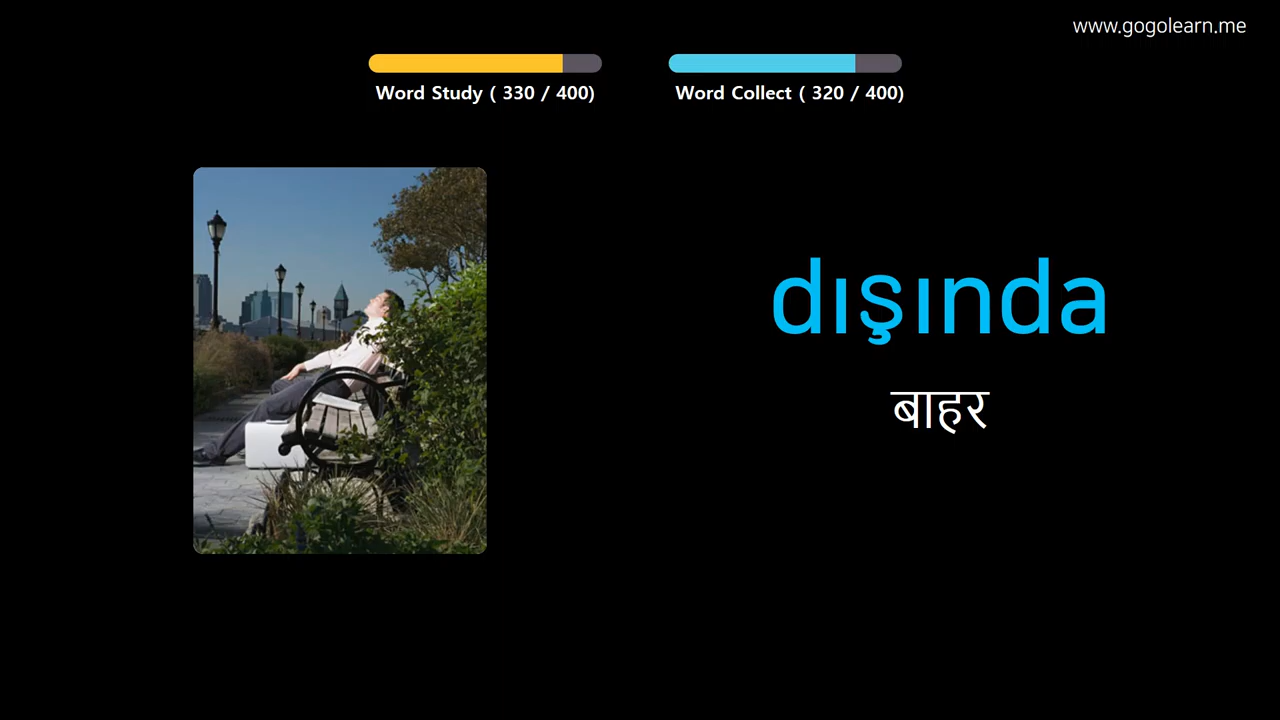 www.gogolearn.me
Word Study ( 330 / 400)
Word Collect ( 320 / 400)
dışında
बाहर